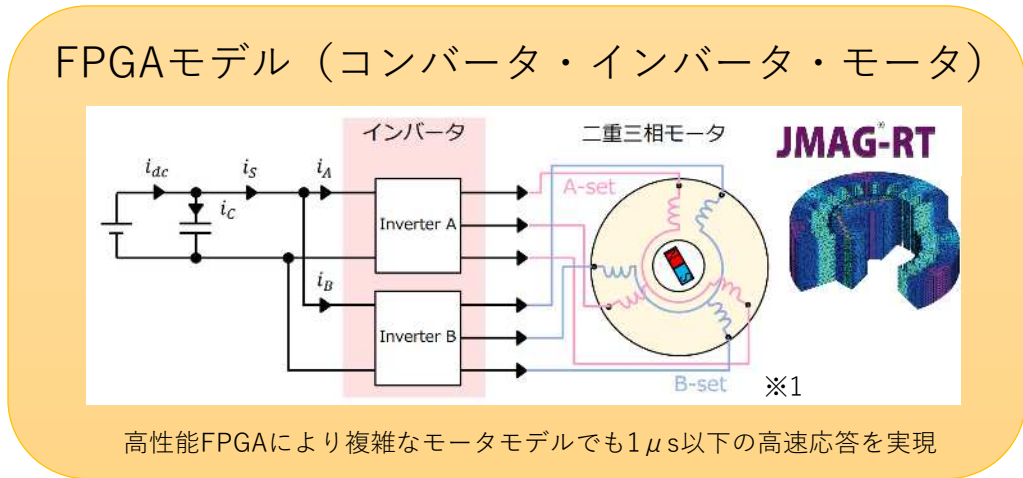 FPGAモデル（コンバータ・インバータ・モータ）
インバータ
二重三相モータ
JMAG®-RT
i_dc
i_S
i_A
i_C
A-set
Inverter A
N
S
i_B
Inverter B
B-set
※1
高性能FPGAにより複雑なモータモデルでも1μs以下の高速応答を実現